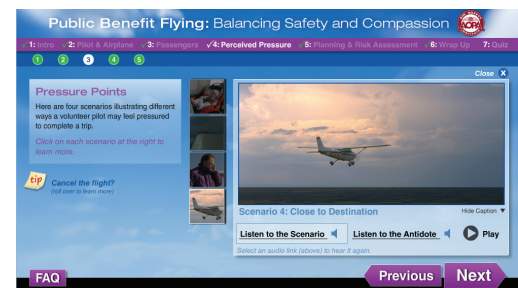 Public Benefit Flying: Balancing Safety and Compassion
AOPA
√1: Intro √2: Pilot & Airplane √3: Passengers √4: Perceived Pressure √5: Planning & Risk Assessment √6: Wrap Up 7: Quiz
1 2 3 4 5
Close X
Pressure Points
Here are four scenarios illustrating different
ways a volunteer pilot may feel pressured
to complete a trip.
Click on each scenario at the right to
learn more.
tip
Cancel the flight?
(roll over to learn more)
Scenario 4: Close to Destination
Hide Caption ▼
Listen to the Scenario Listen to the Antidote Play
Select an audio link (above) to hear it again.
FAQ Previous Next